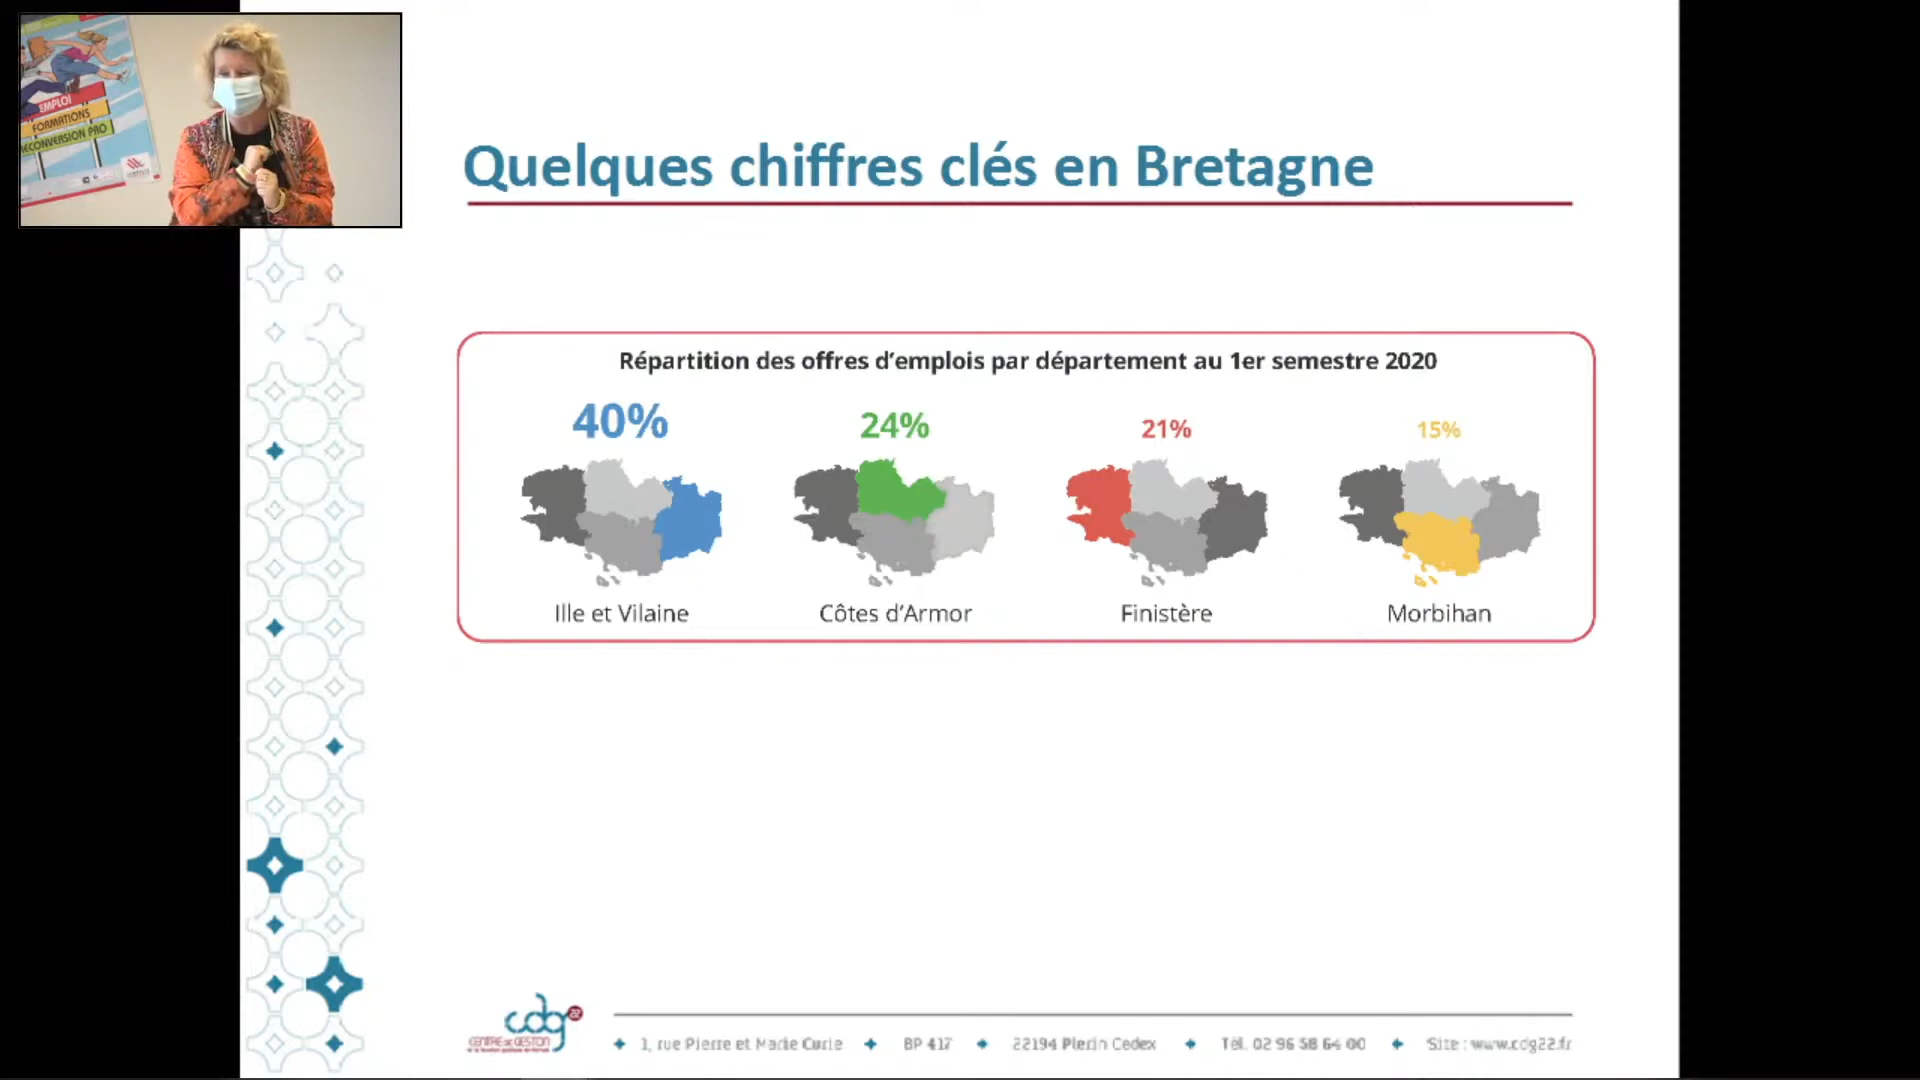 EMPLOI
FORMATIONS
RECONVERSION PRO
Quelques chiffres clés en Bretagne
Répartition des offres d’emplois par département au 1er semestre 2020
40% 24% 21% 15%
Ille et Vilaine Côtes d’Armor Finistère Morbihan
cdg 22
CENTRE DE GESTION
1, rue Pierre et Marie Curie BP 417 22194 Plerin Cedex Tél. 02 96 58 64 00 Site : www.cdg22.fr